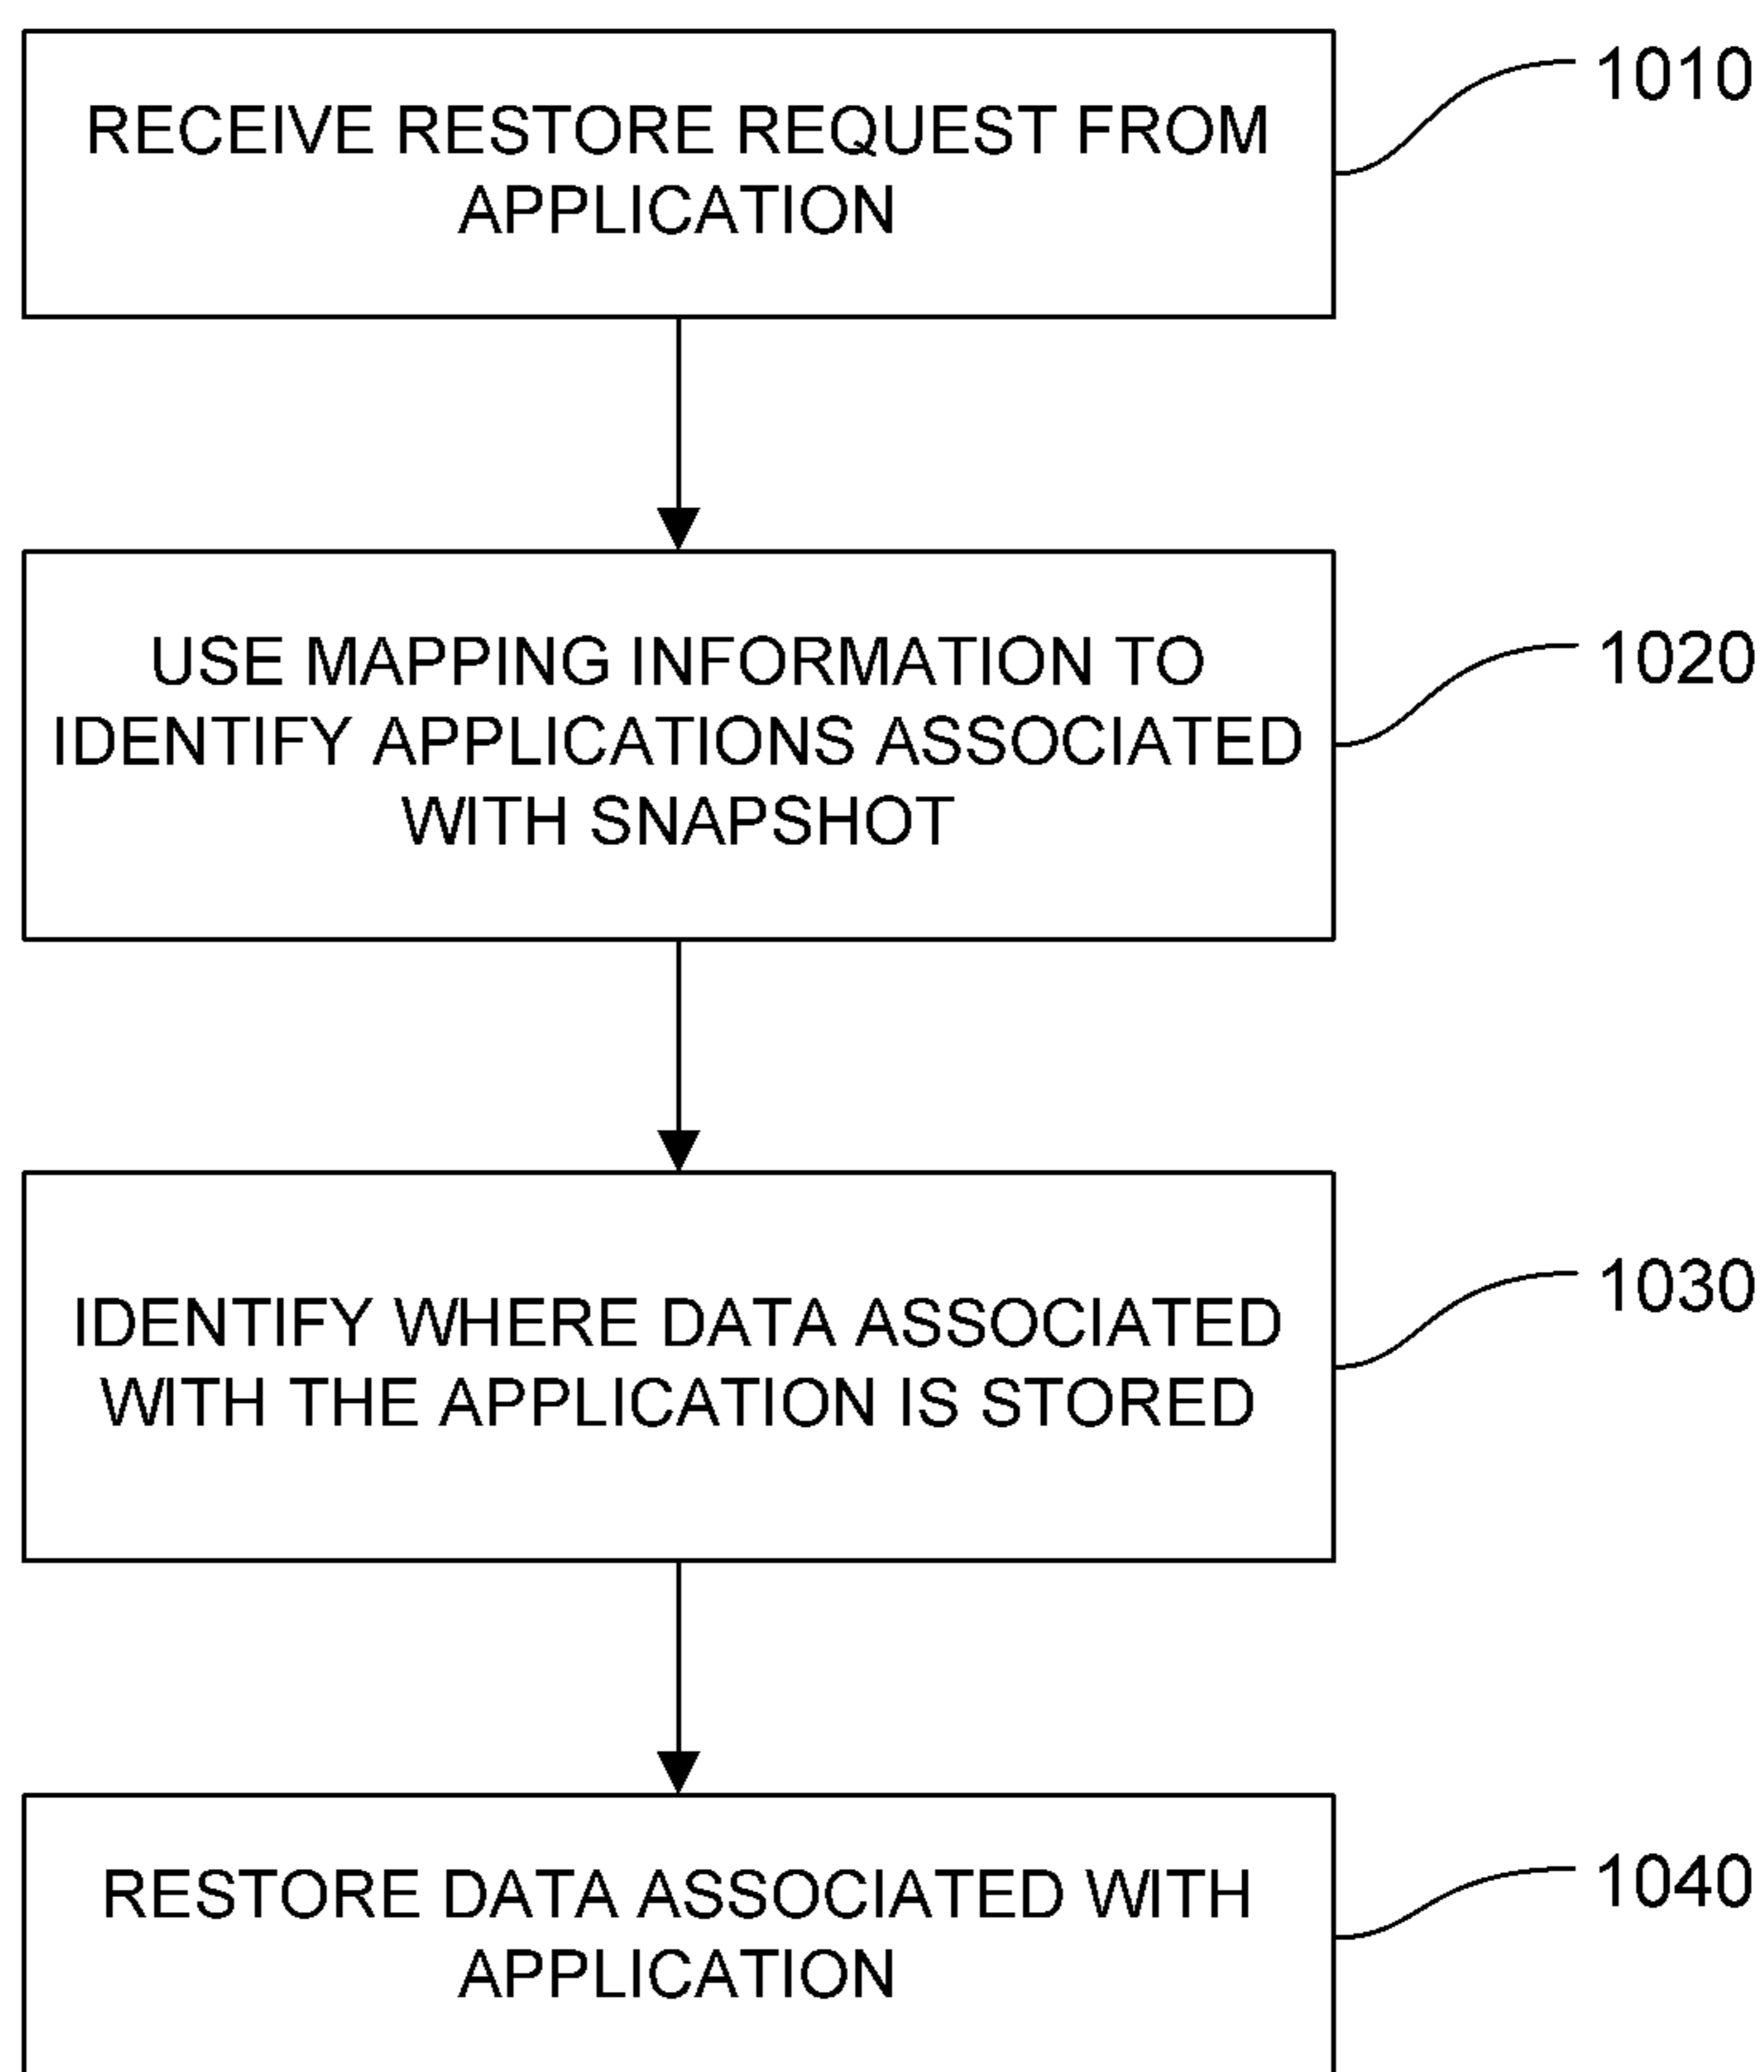 RECEIVE RESTORE REQUEST FROM
APPLICATION
1010
USE MAPPING INFORMATION TO
IDENTIFY APPLICATIONS ASSOCIATED
WITH SNAPSHOT
1020
IDENTIFY WHERE DATA ASSOCIATED
WITH THE APPLICATION IS STORED
1030
RESTORE DATA ASSOCIATED WITH
APPLICATION
1040